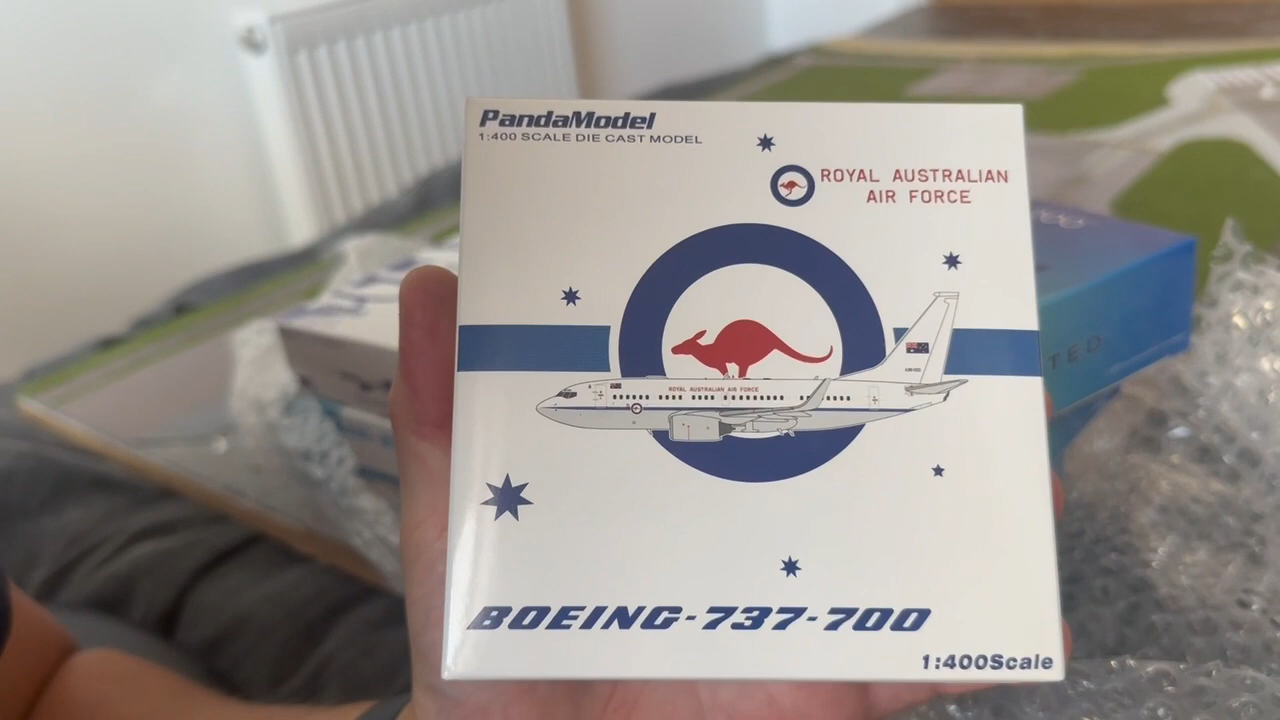 PandaModel
1:400 SCALE DIE CAST MODEL
ROYAL AUSTRALIAN
AIR FORCE
ROYAL AUSTRALIAN AIR FORCE
TED
BOEING-737-700
1:400Scale